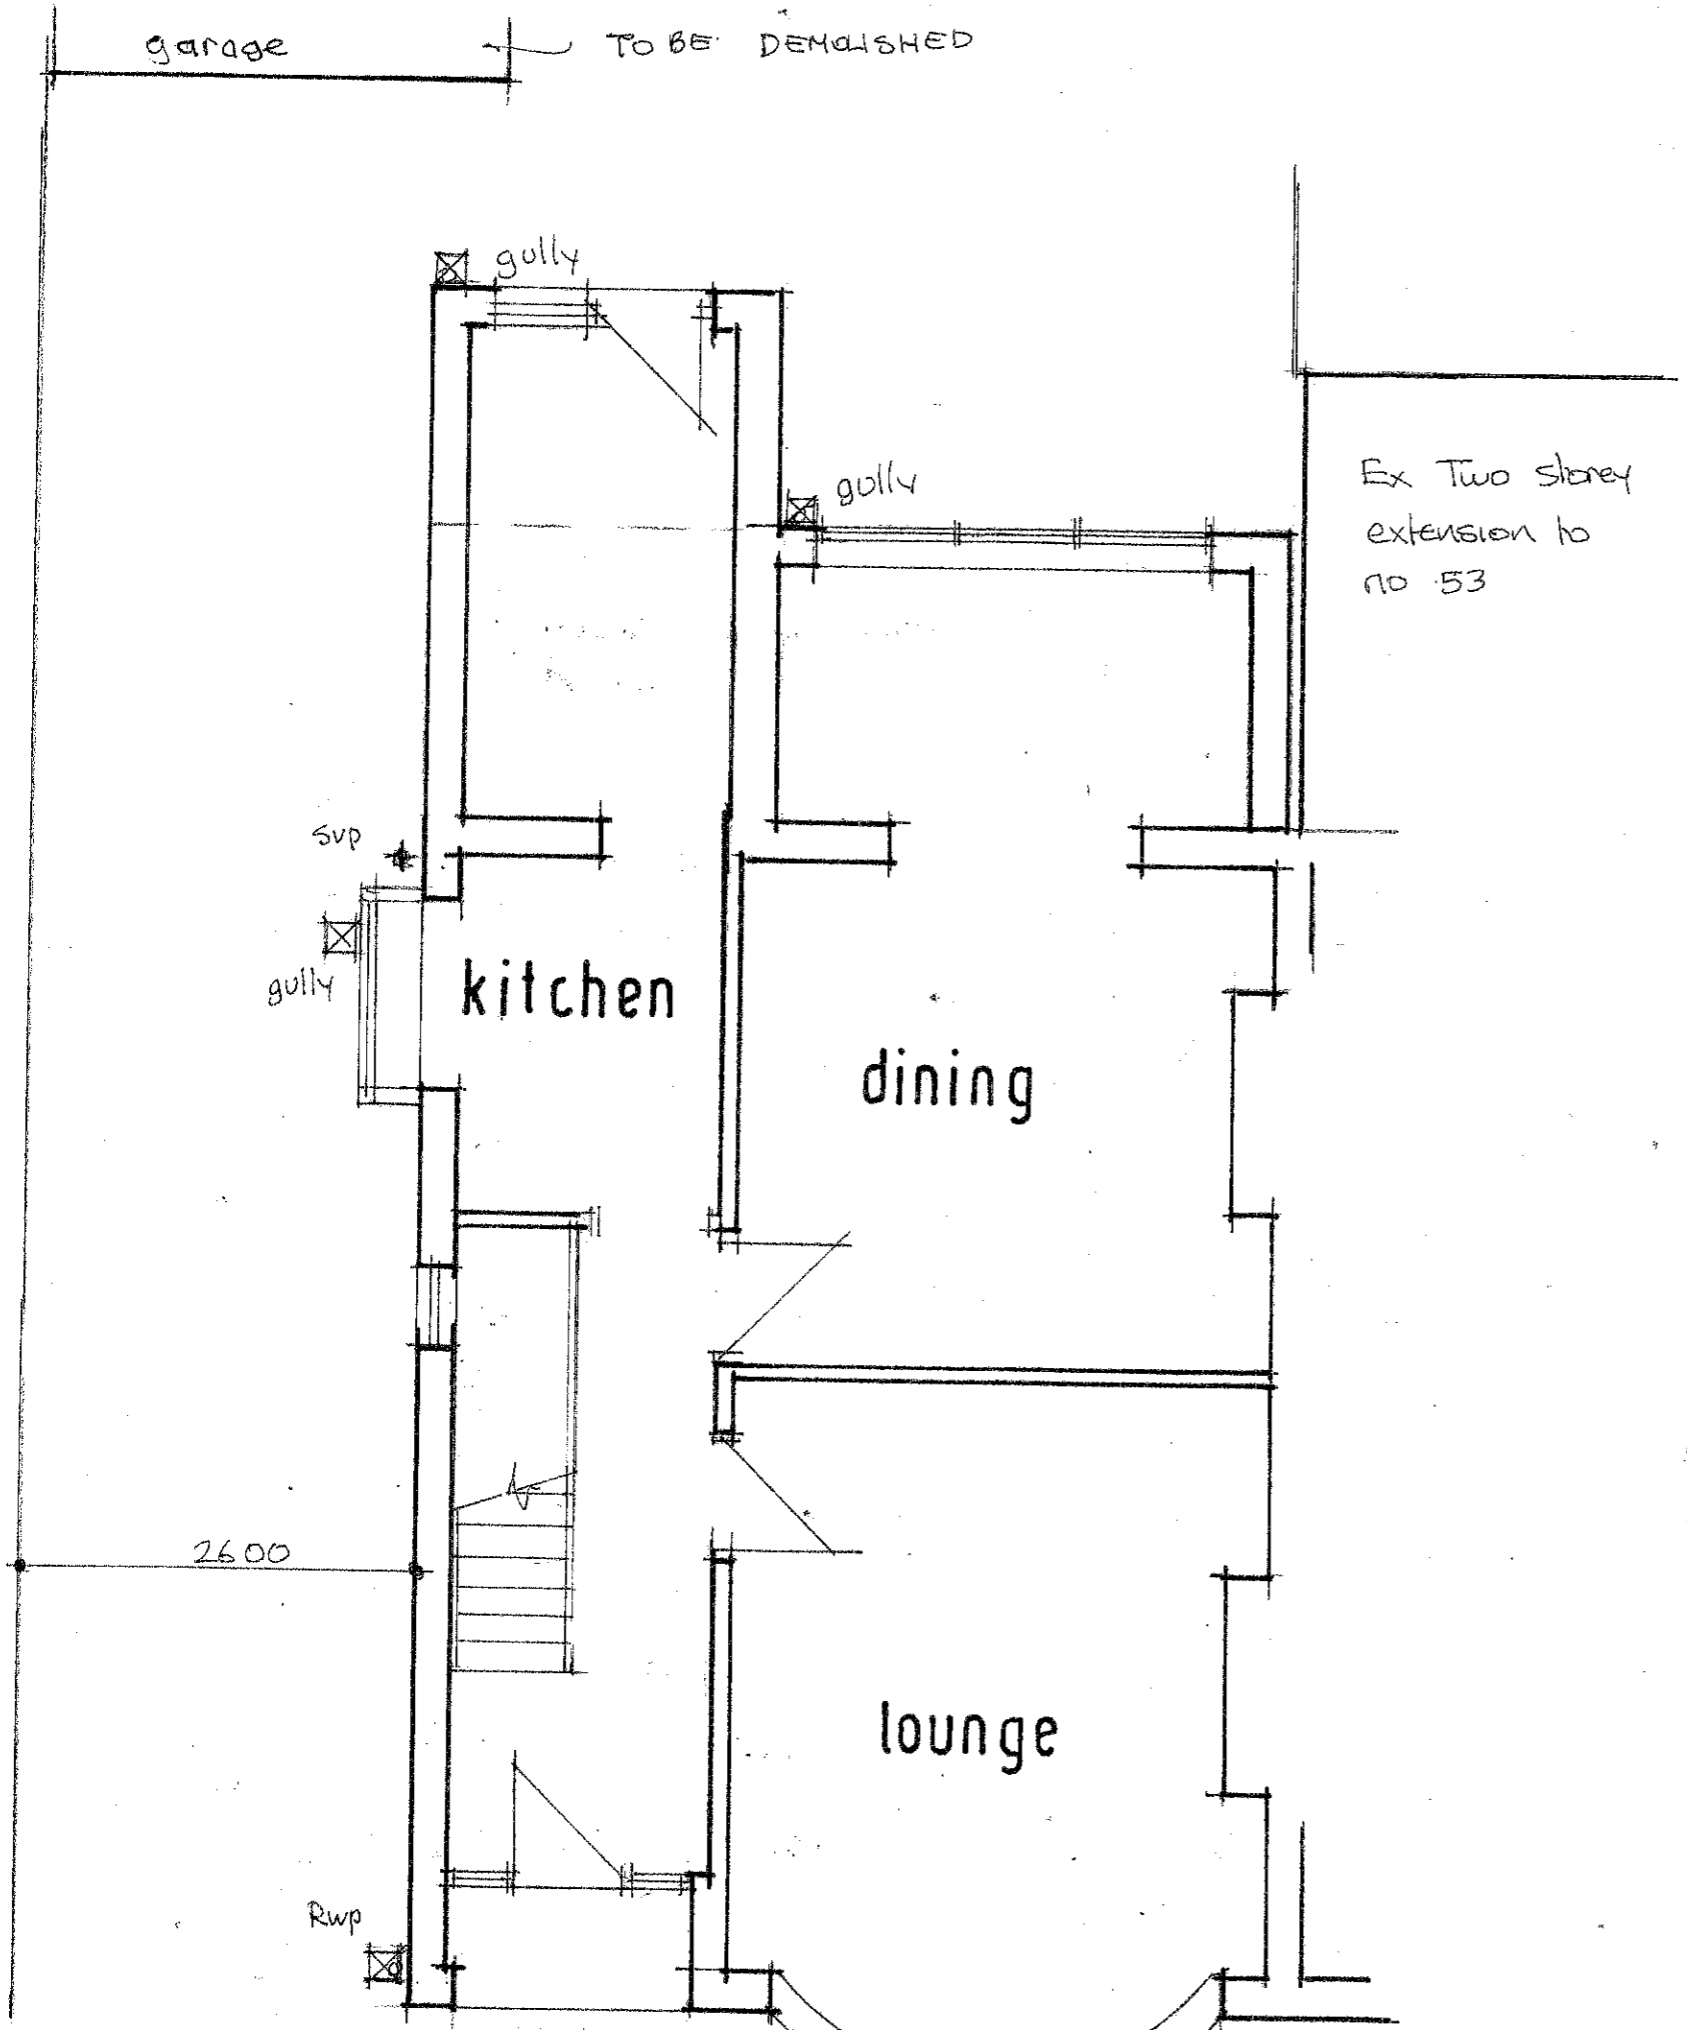 garage
TO BE DEMOLISHED
gully
gully
Ex Two storey
extension to
no 53
SVP
gully
kitchen
dining
2600
lounge
Rwp